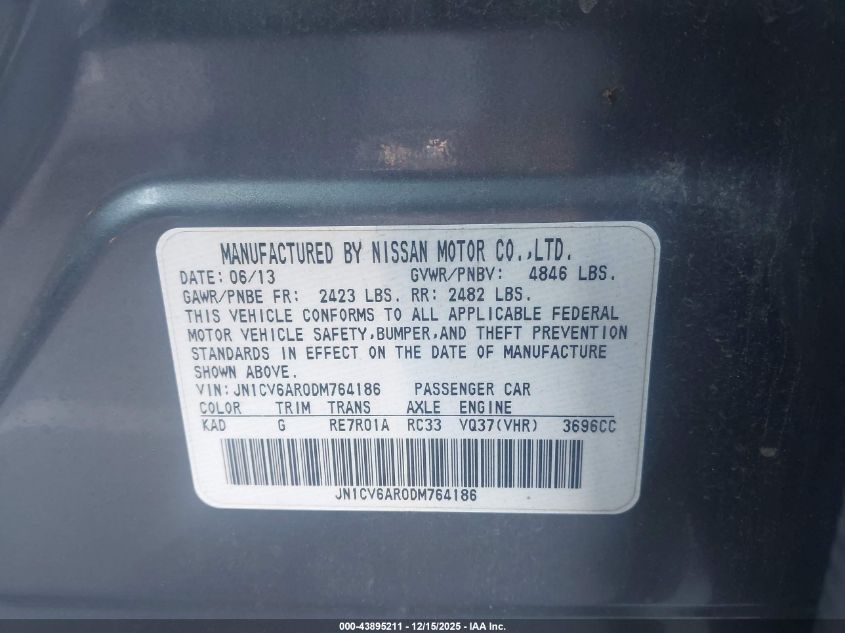 MANUFACTURED BY NISSAN MOTOR CO.,LTD.
DATE: 06/13 GVWR/PNBV: 4846 LBS.
GAWR/PNBE FR: 2423 LBS. RR: 2482 LBS.
THIS VEHICLE CONFORMS TO ALL APPLICABLE FEDERAL
MOTOR VEHICLE SAFETY,BUMPER,AND THEFT PREVENTION
STANDARDS IN EFFECT ON THE DATE OF MANUFACTURE
SHOWN ABOVE.
VIN: JN1CV6AR0DM764186 PASSENGER CAR
COLOR TRIM TRANS AXLE ENGINE
KAD G RE7R01A RC33 VQ37(VHR) 3696CC
JN1CV6AR0DM764186
000-43895211 - 12/15/2025 - IAA Inc.